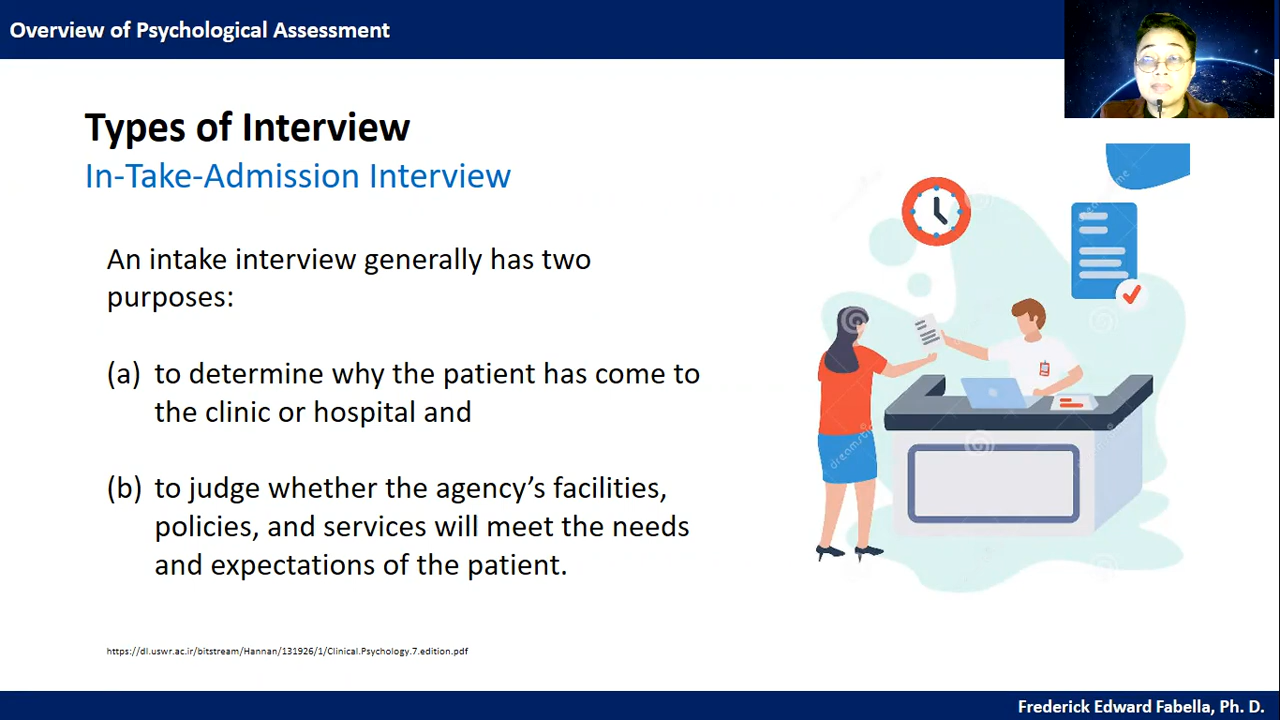 Overview of Psychological Assessment
Types of Interview
In-Take-Admission Interview
An intake interview generally has two
purposes:
(a) to determine why the patient has come to
the clinic or hospital and
(b) to judge whether the agency's facilities,
policies, and services will meet the needs
and expectations of the patient.
https://dl.uswr.ac.ir/bitstream/Hannan/131926/1/Clinical.Psychology.7.edition.pdf
Frederick Edward Fabella, Ph. D.